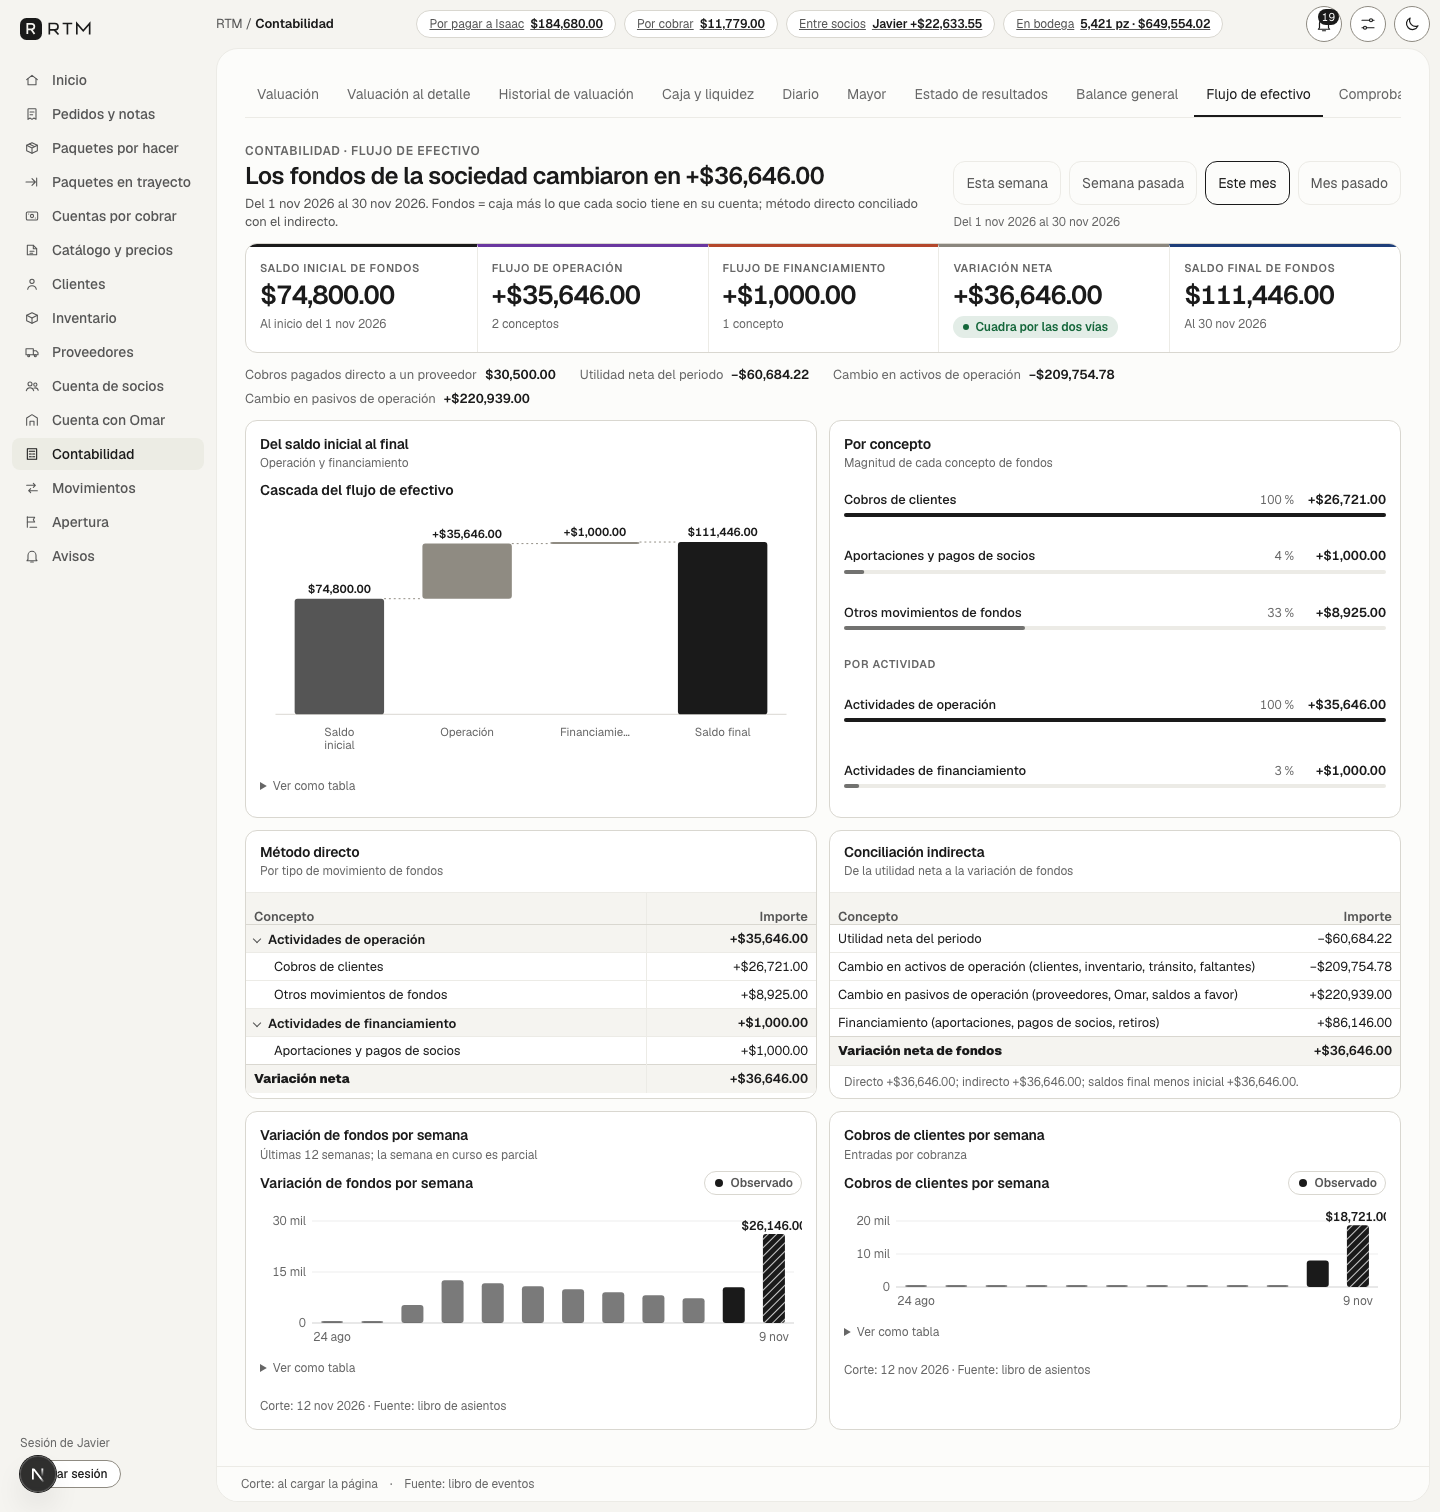 R RTM
RTM / Contabilidad
Por pagar a Isaac $184,680.00
Por cobrar $11,779.00
Entre socios Javier +$22,633.55
En bodega 5,421 pz · $649,554.02
19
Inicio
Pedidos y notas
Paquetes por hacer
Paquetes en trayecto
Cuentas por cobrar
Catálogo y precios
Clientes
Inventario
Proveedores
Cuenta de socios
Cuenta con Omar
Contabilidad
Movimientos
Apertura
Avisos
Sesión de Javier
N ar sesión
Valuación Valuación al detalle Historial de valuación Caja y liquidez Diario Mayor Estado de resultados Balance general Flujo de efectivo Comproba
CONTABILIDAD · FLUJO DE EFECTIVO
Los fondos de la sociedad cambiaron en +$36,646.00
Del 1 nov 2026 al 30 nov 2026. Fondos = caja más lo que cada socio tiene en su cuenta; método directo conciliado
con el indirecto.
Esta semana Semana pasada Este mes Mes pasado
Del 1 nov 2026 al 30 nov 2026
SALDO INICIAL DE FONDOS
$74,800.00
Al inicio del 1 nov 2026
FLUJO DE OPERACIÓN
+$35,646.00
2 conceptos
FLUJO DE FINANCIAMIENTO
+$1,000.00
1 concepto
VARIACIÓN NETA
+$36,646.00
Cuadra por las dos vías
SALDO FINAL DE FONDOS
$111,446.00
Al 30 nov 2026
Cobros pagados directo a un proveedor $30,500.00 Utilidad neta del periodo −$60,684.22 Cambio en activos de operación −$209,754.78
Cambio en pasivos de operación +$220,939.00
Del saldo inicial al final
Operación y financiamiento
Cascada del flujo de efectivo
$74,800.00
+$35,646.00
+$1,000.00
$111,446.00
Saldo
inicial
Operación
Financiamie…
Saldo final
Ver como tabla
Por concepto
Magnitud de cada concepto de fondos
Cobros de clientes 100 % +$26,721.00
Aportaciones y pagos de socios 4 % +$1,000.00
Otros movimientos de fondos 33 % +$8,925.00
POR ACTIVIDAD
Actividades de operación 100 % +$35,646.00
Actividades de financiamiento 3 % +$1,000.00
Método directo
Por tipo de movimiento de fondos
Concepto Importe
Actividades de operación +$35,646.00
Cobros de clientes +$26,721.00
Otros movimientos de fondos +$8,925.00
Actividades de financiamiento +$1,000.00
Aportaciones y pagos de socios +$1,000.00
Variación neta +$36,646.00
Conciliación indirecta
De la utilidad neta a la variación de fondos
Concepto Importe
Utilidad neta del periodo −$60,684.22
Cambio en activos de operación (clientes, inventario, tránsito, faltantes) −$209,754.78
Cambio en pasivos de operación (proveedores, Omar, saldos a favor) +$220,939.00
Financiamiento (aportaciones, pagos de socios, retiros) +$86,146.00
Variación neta de fondos +$36,646.00
Directo +$36,646.00; indirecto +$36,646.00; saldos final menos inicial +$36,646.00.
Variación de fondos por semana
Últimas 12 semanas; la semana en curso es parcial
Variación de fondos por semana Observado
30 mil
15 mil
0
$26,146.00
24 ago 9 nov
Ver como tabla
Corte: 12 nov 2026 · Fuente: libro de asientos
Cobros de clientes por semana
Entradas por cobranza
Cobros de clientes por semana Observado
20 mil
10 mil
0
$18,721.00
24 ago 9 nov
Ver como tabla
Corte: 12 nov 2026 · Fuente: libro de asientos
Corte: al cargar la página · Fuente: libro de eventos